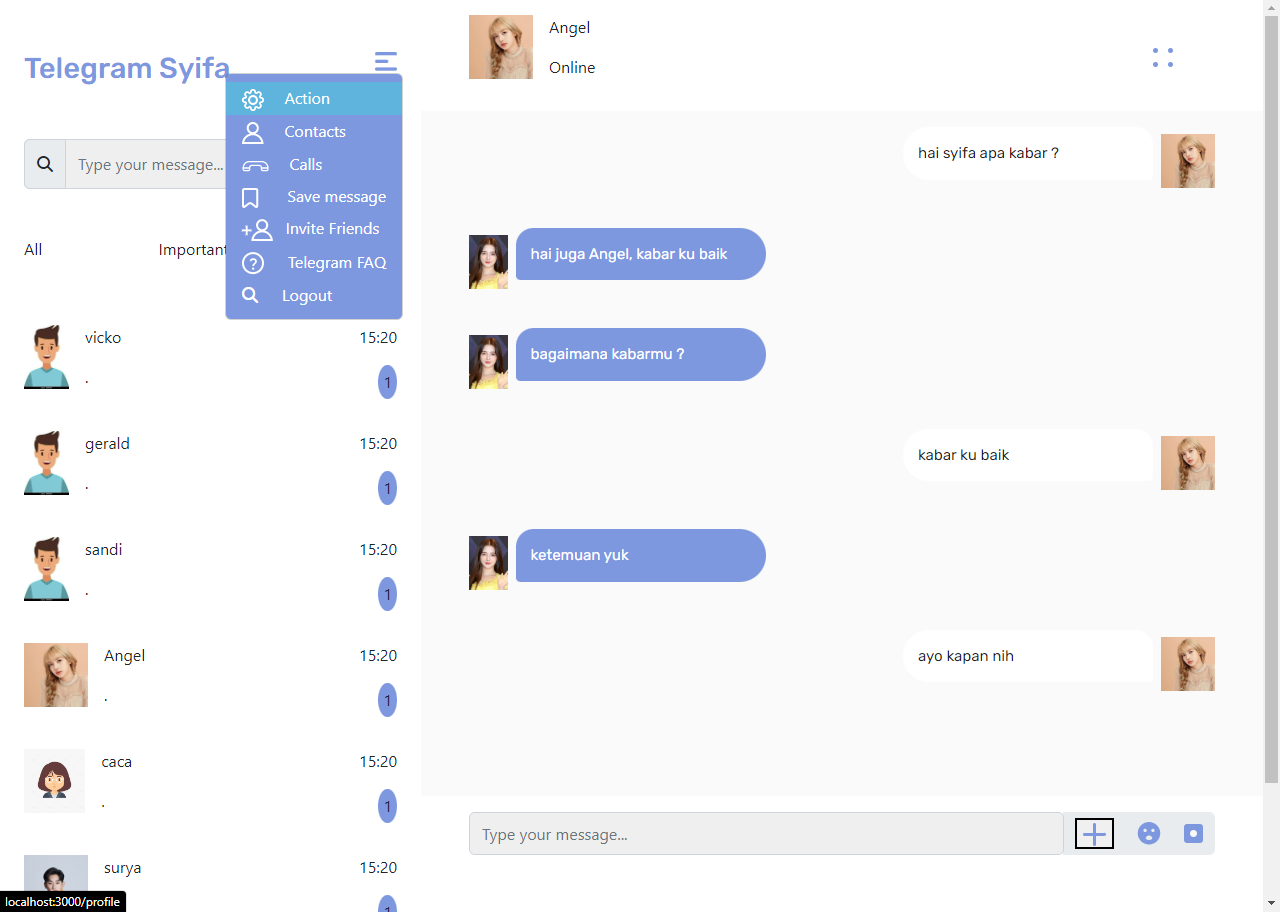 Telegram Syifa
Action
Contacts
Calls
Save message
Invite Friends
Telegram FAQ
Logout
Type your message...
All
Important
vicko
15:20
.
1
gerald
15:20
.
1
sandi
15:20
.
1
Angel
15:20
.
1
caca
15:20
.
1
surya
15:20
1
localhost:3000/profile
Angel
Online
hai syifa apa kabar ?
hai juga Angel, kabar ku baik
bagaimana kabarmu ?
kabar ku baik
ketemuan yuk
ayo kapan nih
Type your message...